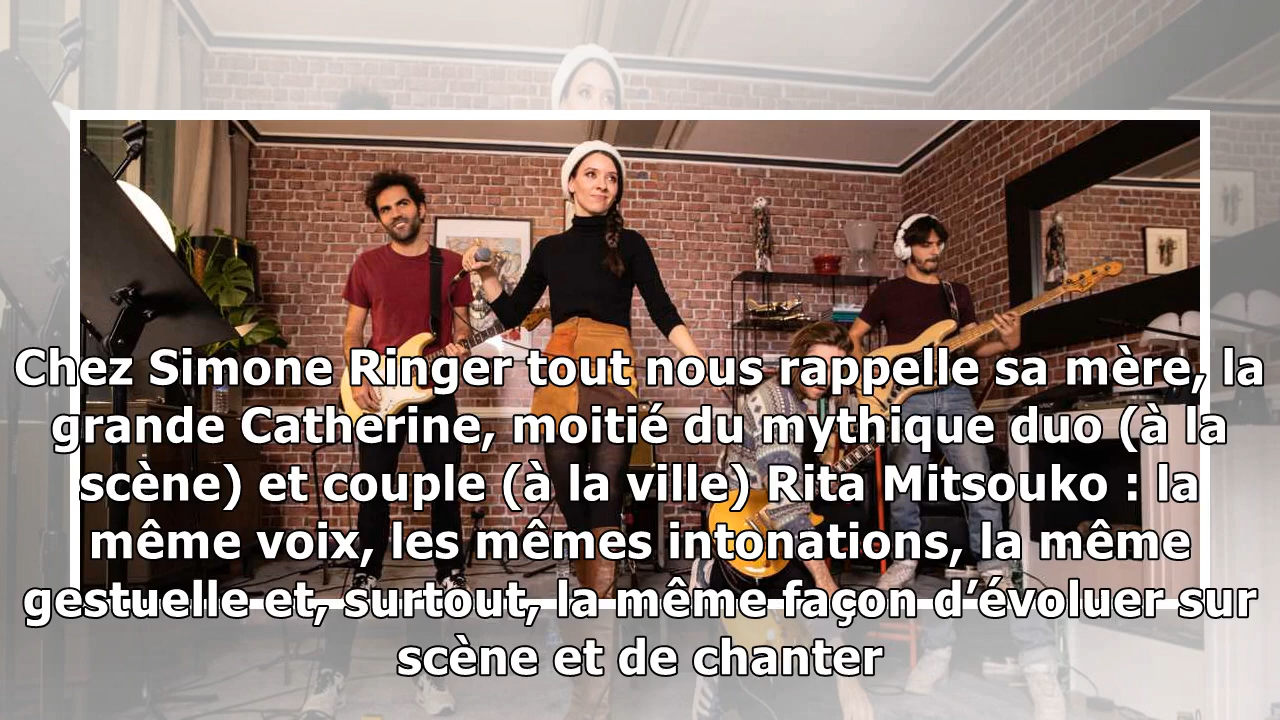 Chez Simone Ringer tout nous rappelle sa mère, la
grande Catherine, moitié du mythique duo (à la
scène) et couple (à la ville) Rita Mitsouko : la
même voix, les mêmes intonations, la même
gestuelle et, surtout, la même façon d’évoluer sur
scène et de chanter